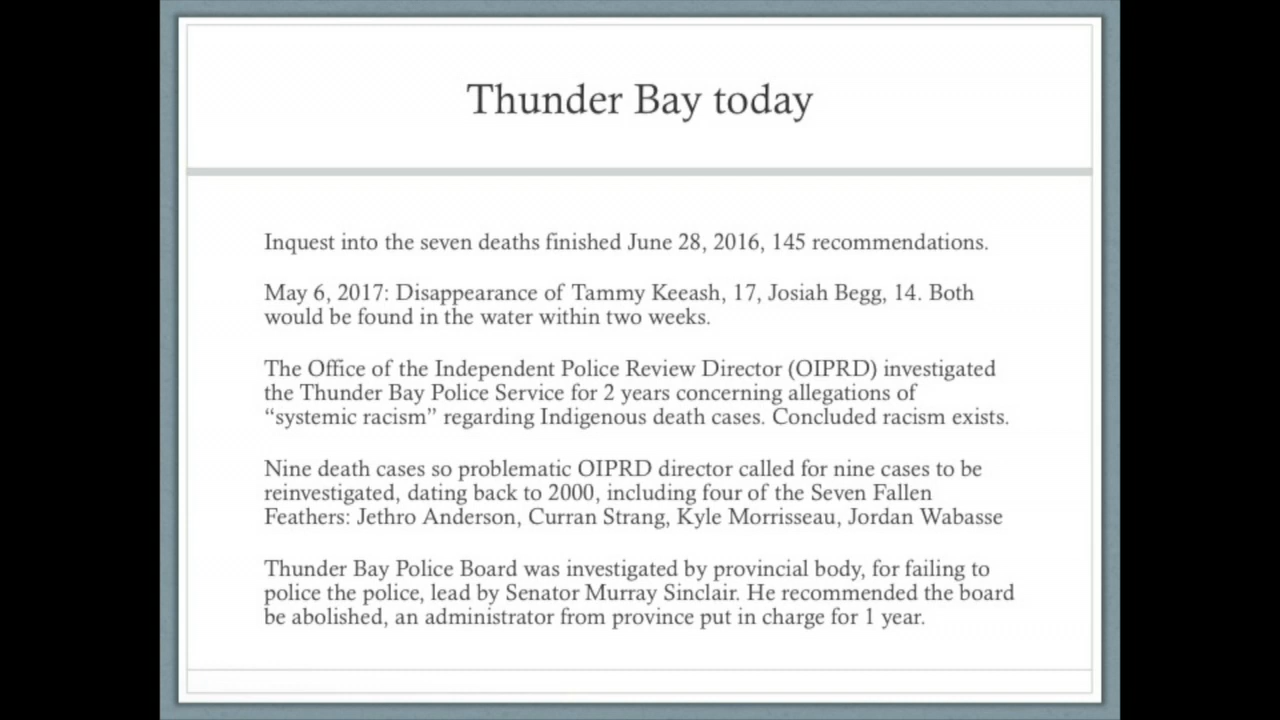 Thunder Bay today
Inquest into the seven deaths finished June 28, 2016, 145 recommendations.
May 6, 2017: Disappearance of Tammy Keeash, 17, Josiah Begg, 14. Both
would be found in the water within two weeks.
The Office of the Independent Police Review Director (OIPRD) investigated
the Thunder Bay Police Service for 2 years concerning allegations of
“systemic racism” regarding Indigenous death cases. Concluded racism exists.
Nine death cases so problematic OIPRD director called for nine cases to be
reinvestigated, dating back to 2000, including four of the Seven Fallen
Feathers: Jethro Anderson, Curran Strang, Kyle Morrisseau, Jordan Wabasse
Thunder Bay Police Board was investigated by provincial body, for failing to
police the police, lead by Senator Murray Sinclair. He recommended the board
be abolished, an administrator from province put in charge for 1 year.